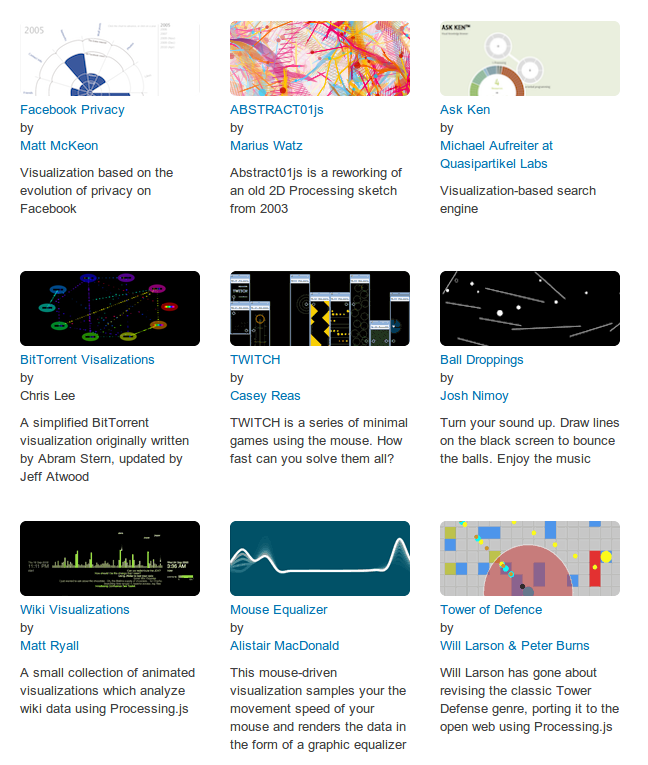 2005
Facebook Privacy
by
Matt McKeon
Visualization based on the
evolution of privacy on
Facebook
ABSTRACT01js
by
Marius Watz
Abstract01js is a reworking of
an old 2D Processing sketch
from 2003
ASK KEN™
Ask Ken
by
Michael Aufreiter at
Quasipartikel Labs
Visualization-based search
engine
BitTorrent Visalizations
by
Chris Lee
A simplified BitTorrent
visualization originally written
by Abram Stern, updated by
Jeff Atwood
TWITCH
TWITCH
by
Casey Reas
TWITCH is a series of minimal
games using the mouse. How
fast can you solve them all?
Ball Droppings
by
Josh Nimoy
Turn your sound up. Draw lines
on the black screen to bounce
the balls. Enjoy the music
11:11 PM
3:36 AM
Wiki Visualizations
by
Matt Ryall
A small collection of animated
visualizations which analyze
wiki data using Processing.js
Mouse Equalizer
by
Alistair MacDonald
This mouse-driven
visualization samples your the
movement speed of your
mouse and renders the data in
the form of a graphic equalizer
Tower of Defence
by
Will Larson & Peter Burns
Will Larson has gone about
revising the classic Tower
Defense genre, porting it to the
open web using Processing.js